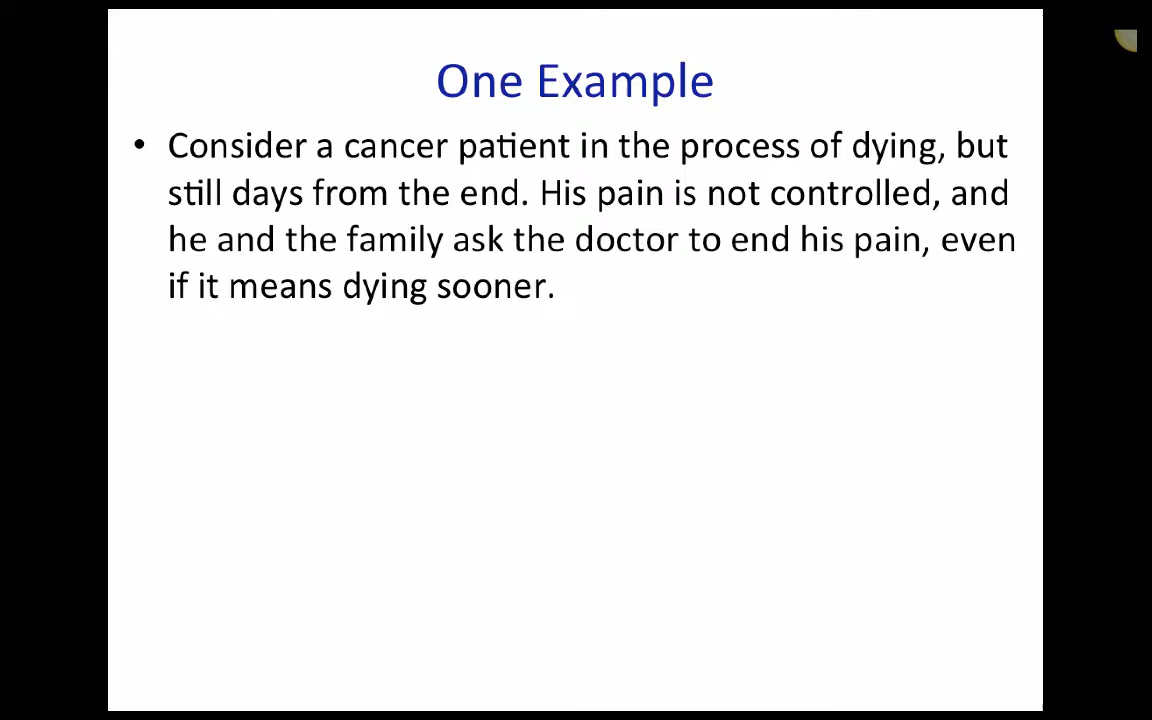 One Example
• Consider a cancer patient in the process of dying, but
still days from the end. His pain is not controlled, and
he and the family ask the doctor to end his pain, even
if it means dying sooner.